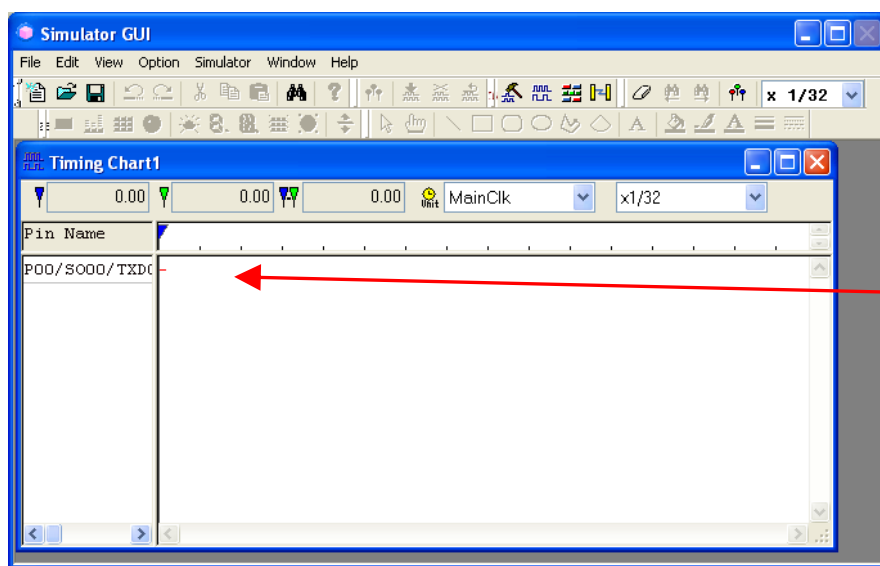 Simulator GUI
File Edit View Option Simulator Window Help
x 1/32
A A
Timing Chart1
0.00 0.00 0.00 Unit MainClk x1/32
Pin Name
P00/SO00/TXD